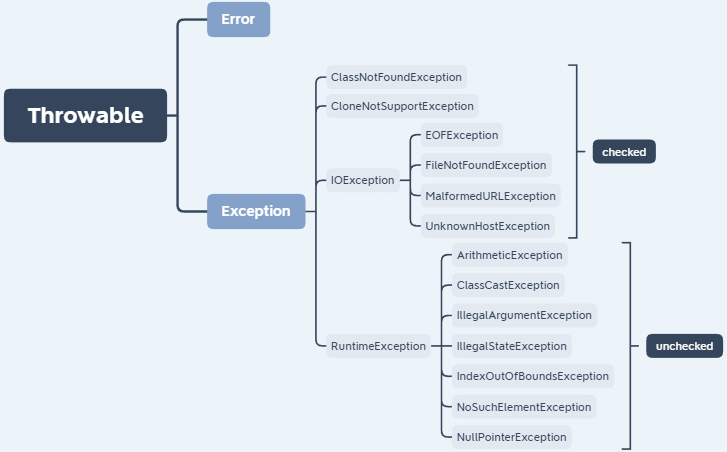 Throwable
Error
Exception
ClassNotFoundException
CloneNotSupportException
IOException
EOFException
FileNotFoundException
MalformedURLException
UnknownHostException
checked
RuntimeException
ArithmeticException
ClassCastException
IllegalArgumentException
IllegalStateException
IndexOutOfBoundsException
NoSuchElementException
NullPointerException
unchecked